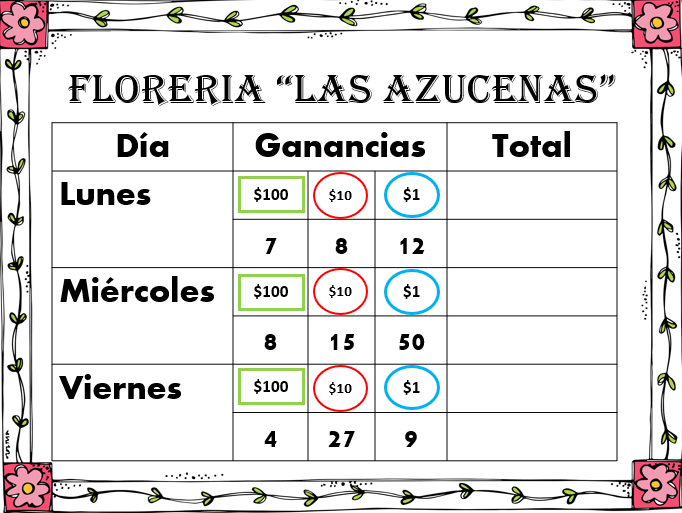 FLORERIA “LAS AZUCENAS”
Día Ganancias Total
Lunes $100 $10 $1
7 8 12
Miércoles $100 $10 $1
8 15 50
Viernes $100 $10 $1
4 27 9